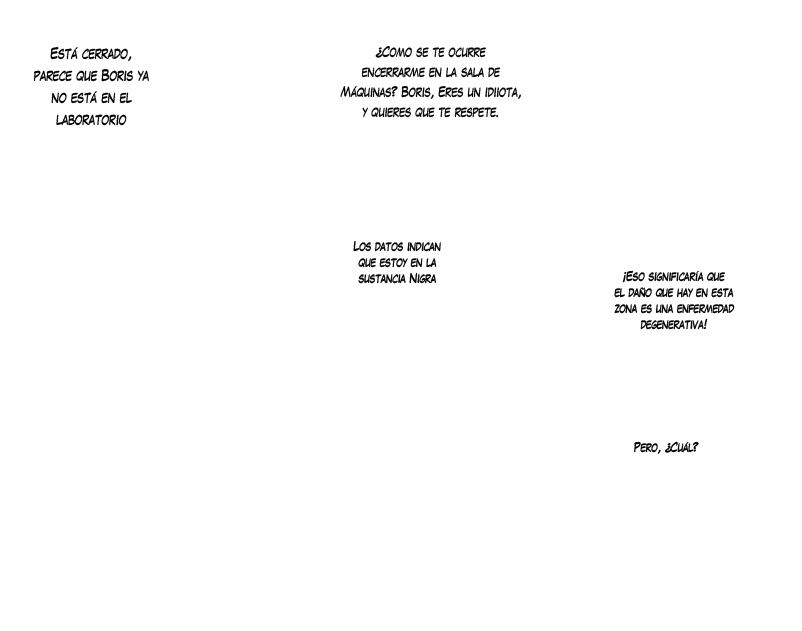 Está cerrado,
parece que Boris ya
no está en el
laboratorio
¿Como se te ocurre
encerrarme en la sala de
Máquinas? Boris, Eres un idiiota,
y quieres que te respete.
Los datos indican
que estoy en la
sustancia Nigra
¡Eso significaría que
el daño que hay en esta
zona es una enfermedad
degenerativa!
Pero, ¿Cuál?